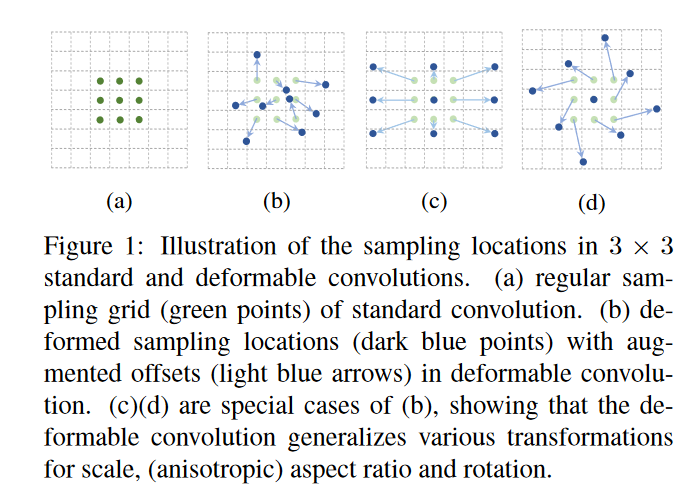 (a) (b) (c) (d)
Figure 1: Illustration of the sampling locations in 3 × 3
standard and deformable convolutions. (a) regular sam-
pling grid (green points) of standard convolution. (b) de-
formed sampling locations (dark blue points) with aug-
mented offsets (light blue arrows) in deformable convolu-
tion. (c)(d) are special cases of (b), showing that the de-
formable convolution generalizes various transformations
for scale, (anisotropic) aspect ratio and rotation.